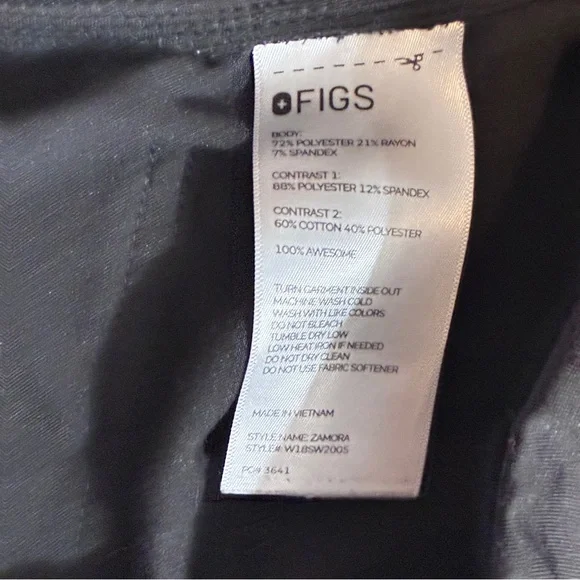 FIGS
BODY:
72% POLYESTER 21% RAYON
7% SPANDEX
CONTRAST 1:
88% POLYESTER 12% SPANDEX
CONTRAST 2:
60% COTTON 40% POLYESTER
100% AWESOME
TURN GARMENT INSIDE OUT
MACHINE WASH COLD
WASH WITH LIKE COLORS
DO NOT BLEACH
TUMBLE DRY LOW
LOW HEAT IRON IF NEEDED
DO NOT DRY CLEAN
DO NOT USE FABRIC SOFTENER
MADE IN VIETNAM
STYLE NAME: ZAMORA
STYLE#: W18SW2005
PO# 3641